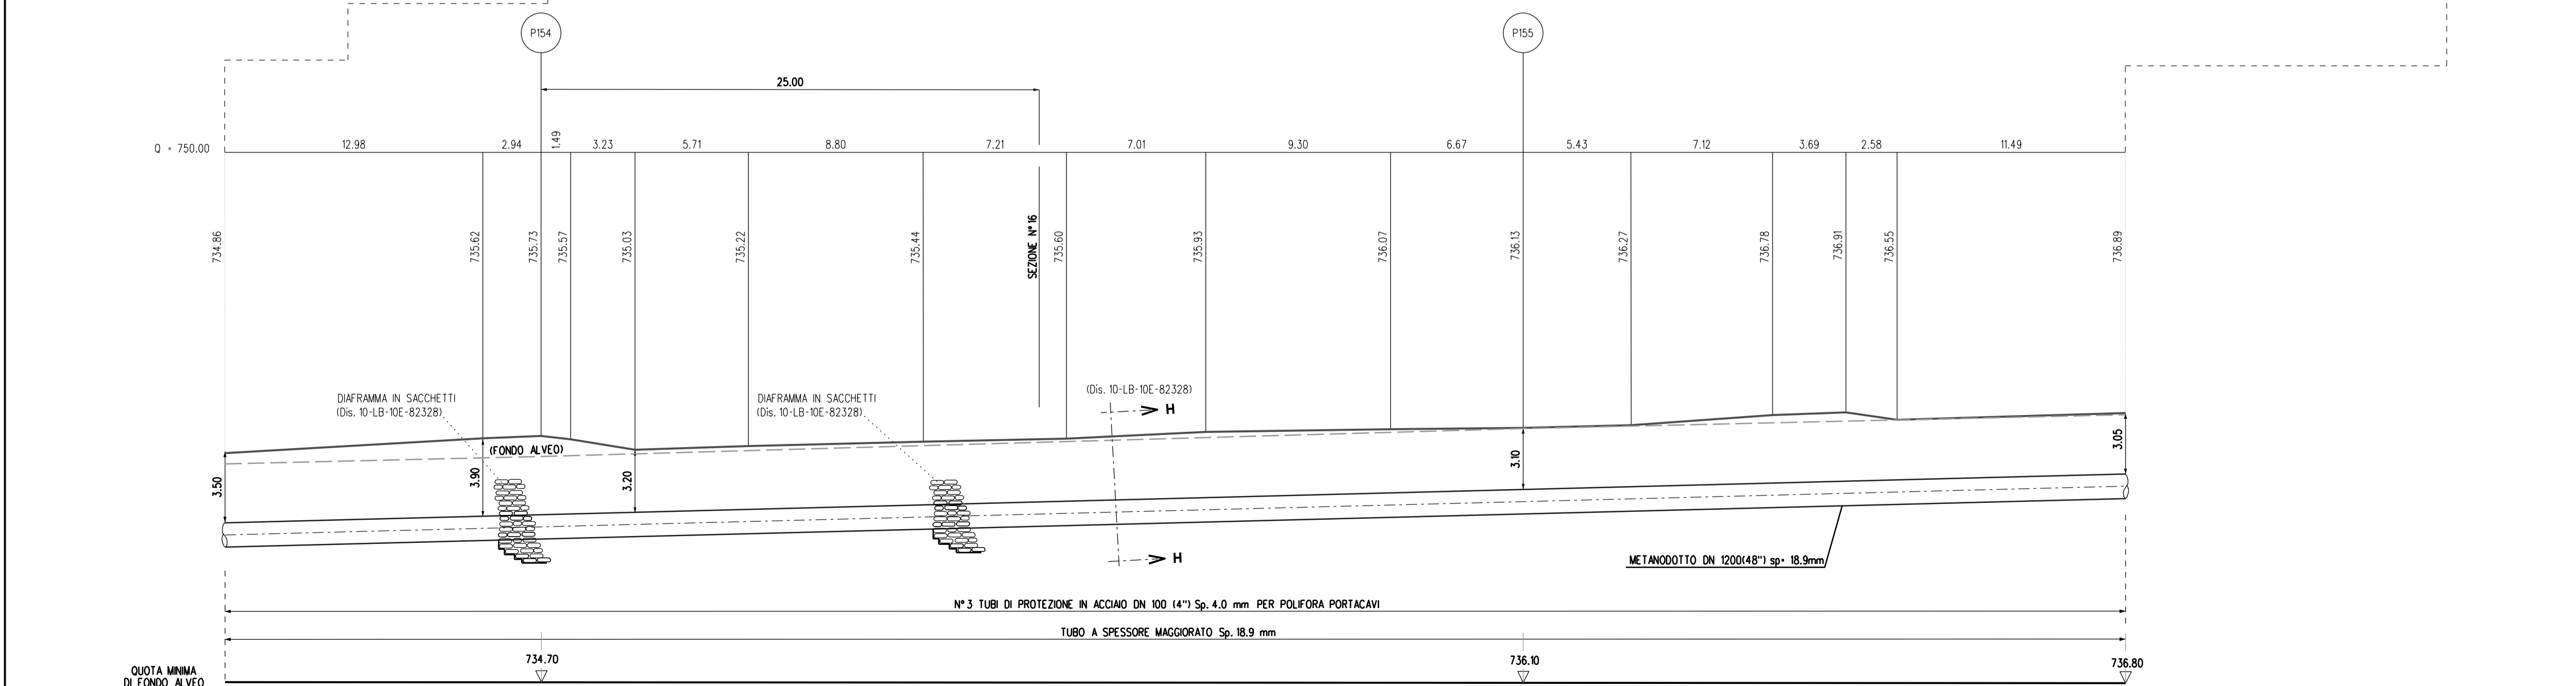 P154
P155
25.00
Q = 750.00
12.98
2.94
1.49
3.23
5.71
8.80
7.21
7.01
9.30
6.67
5.43
7.12
3.69
2.58
11.49
734.86
735.62
735.73
735.57
735.03
735.22
735.44
SEZIONE N°16
735.60
735.93
736.07
736.13
736.27
736.78
736.91
736.55
736.89
DIAFRAMMA IN SACCHETTI
(Dis. 10-LB-10E-82328)
DIAFRAMMA IN SACCHETTI
(Dis. 10-LB-10E-82328)
(Dis. 10-LB-10E-82328)
H
(FONDO ALVEO)
3.50
3.90
3.20
3.10
3.05
H
METANODOTTO DN 1200(48") sp= 18.9mm
N°3 TUBI DI PROTEZIONE IN ACCIAIO DN 100 (4") Sp. 4.0 mm PER POLIFORA PORTACAVI
TUBO A SPESSORE MAGGIORATO Sp. 18.9 mm
734.70
736.10
736.80
QUOTA MINIMA
DI FONDO ALVEO